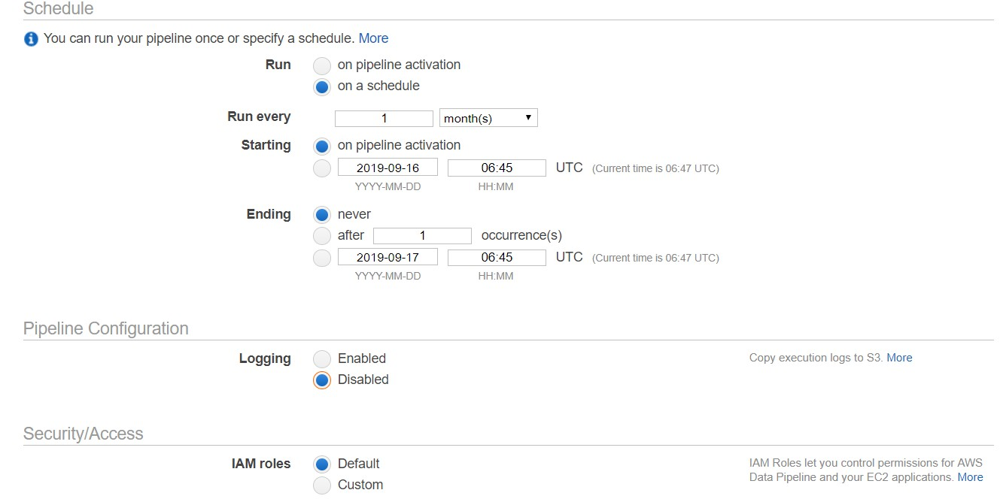 Schedule
You can run your pipeline once or specify a schedule. More
Run on pipeline activation
on a schedule
Run every 1 month(s)
Starting on pipeline activation
2019-09-16 06:45 UTC (Current time is 06:47 UTC)
YYYY-MM-DD HH:MM
Ending never
after 1 occurrence(s)
2019-09-17 06:45 UTC (Current time is 06:47 UTC)
YYYY-MM-DD HH:MM
Pipeline Configuration
Logging Enabled Copy execution logs to S3. More
Disabled
Security/Access
IAM roles Default IAM Roles let you control permissions for AWS
Data Pipeline and your EC2 applications. More
Custom